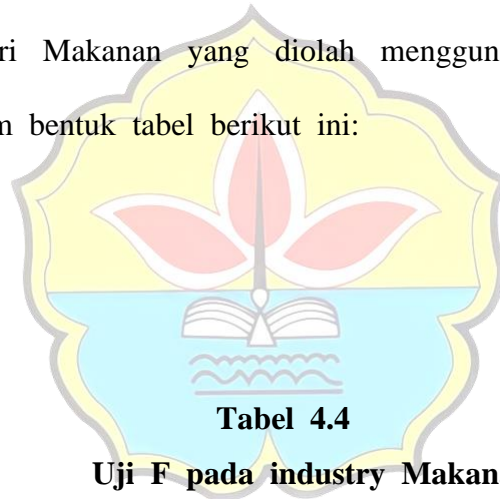 ri Makanan yang diolah menggun
m bentuk tabel berikut ini:
Tabel 4.4
Uji F pada industry Makan